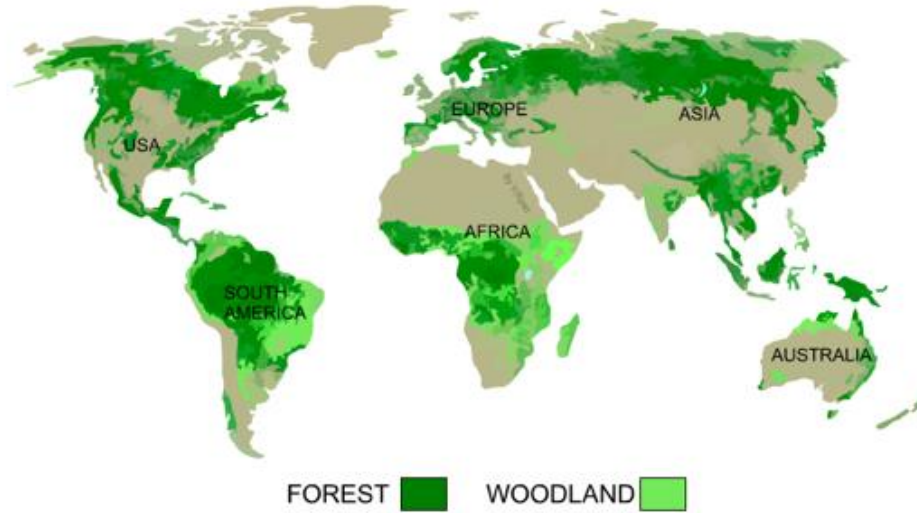 EUROPE
ASIA
USA
AFRICA
SOUTH
AMERICA
AUSTRALIA
FOREST
WOODLAND